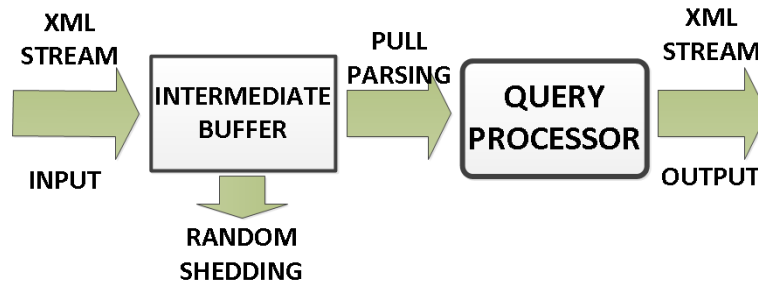 XML
STREAM
INPUT
INTERMEDIATE
BUFFER
RANDOM
SHEDDING
PULL
PARSING
QUERY
PROCESSOR
XML
STREAM
OUTPUT